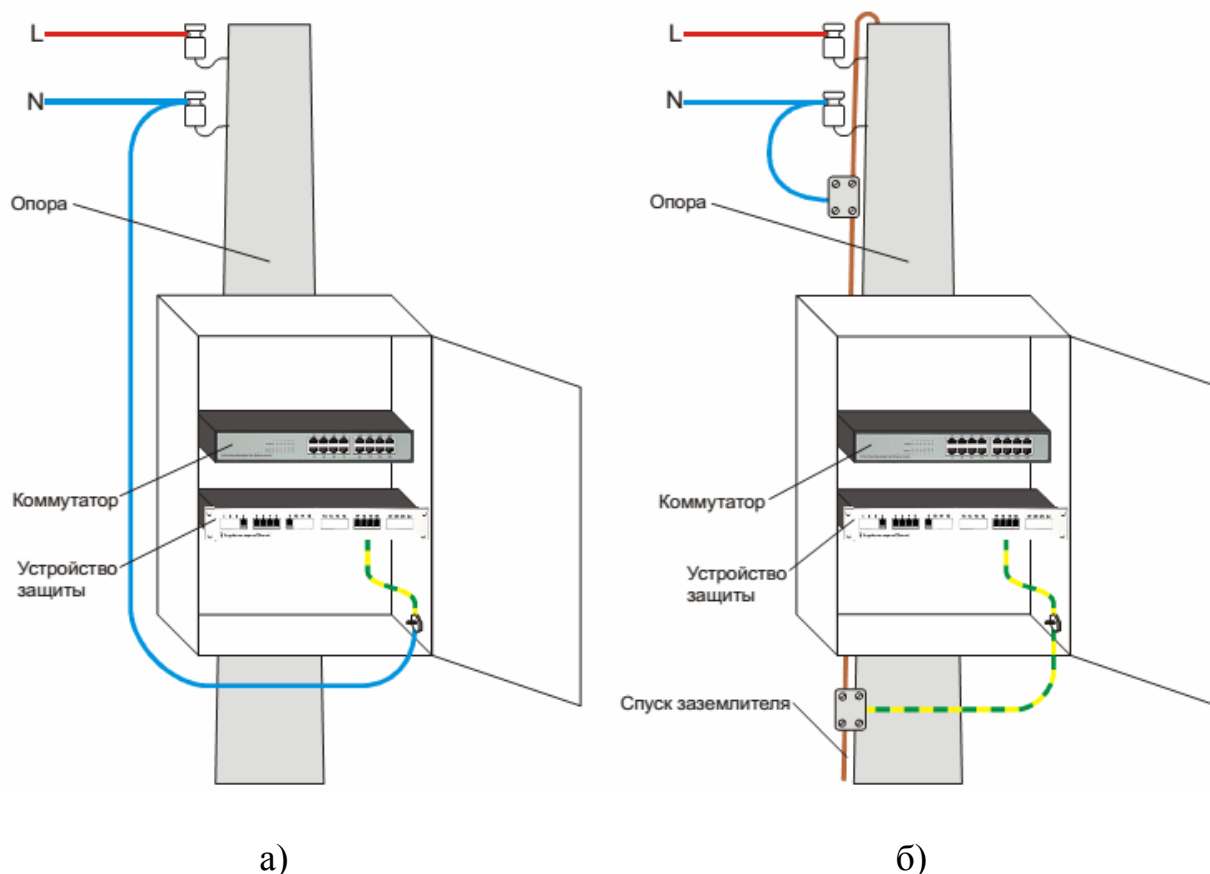 L
N
Опора
Коммутатор
Устройство
защиты
L
N
Опора
Коммутатор
Устройство
защиты
Спуск заземлителя
а)
б)